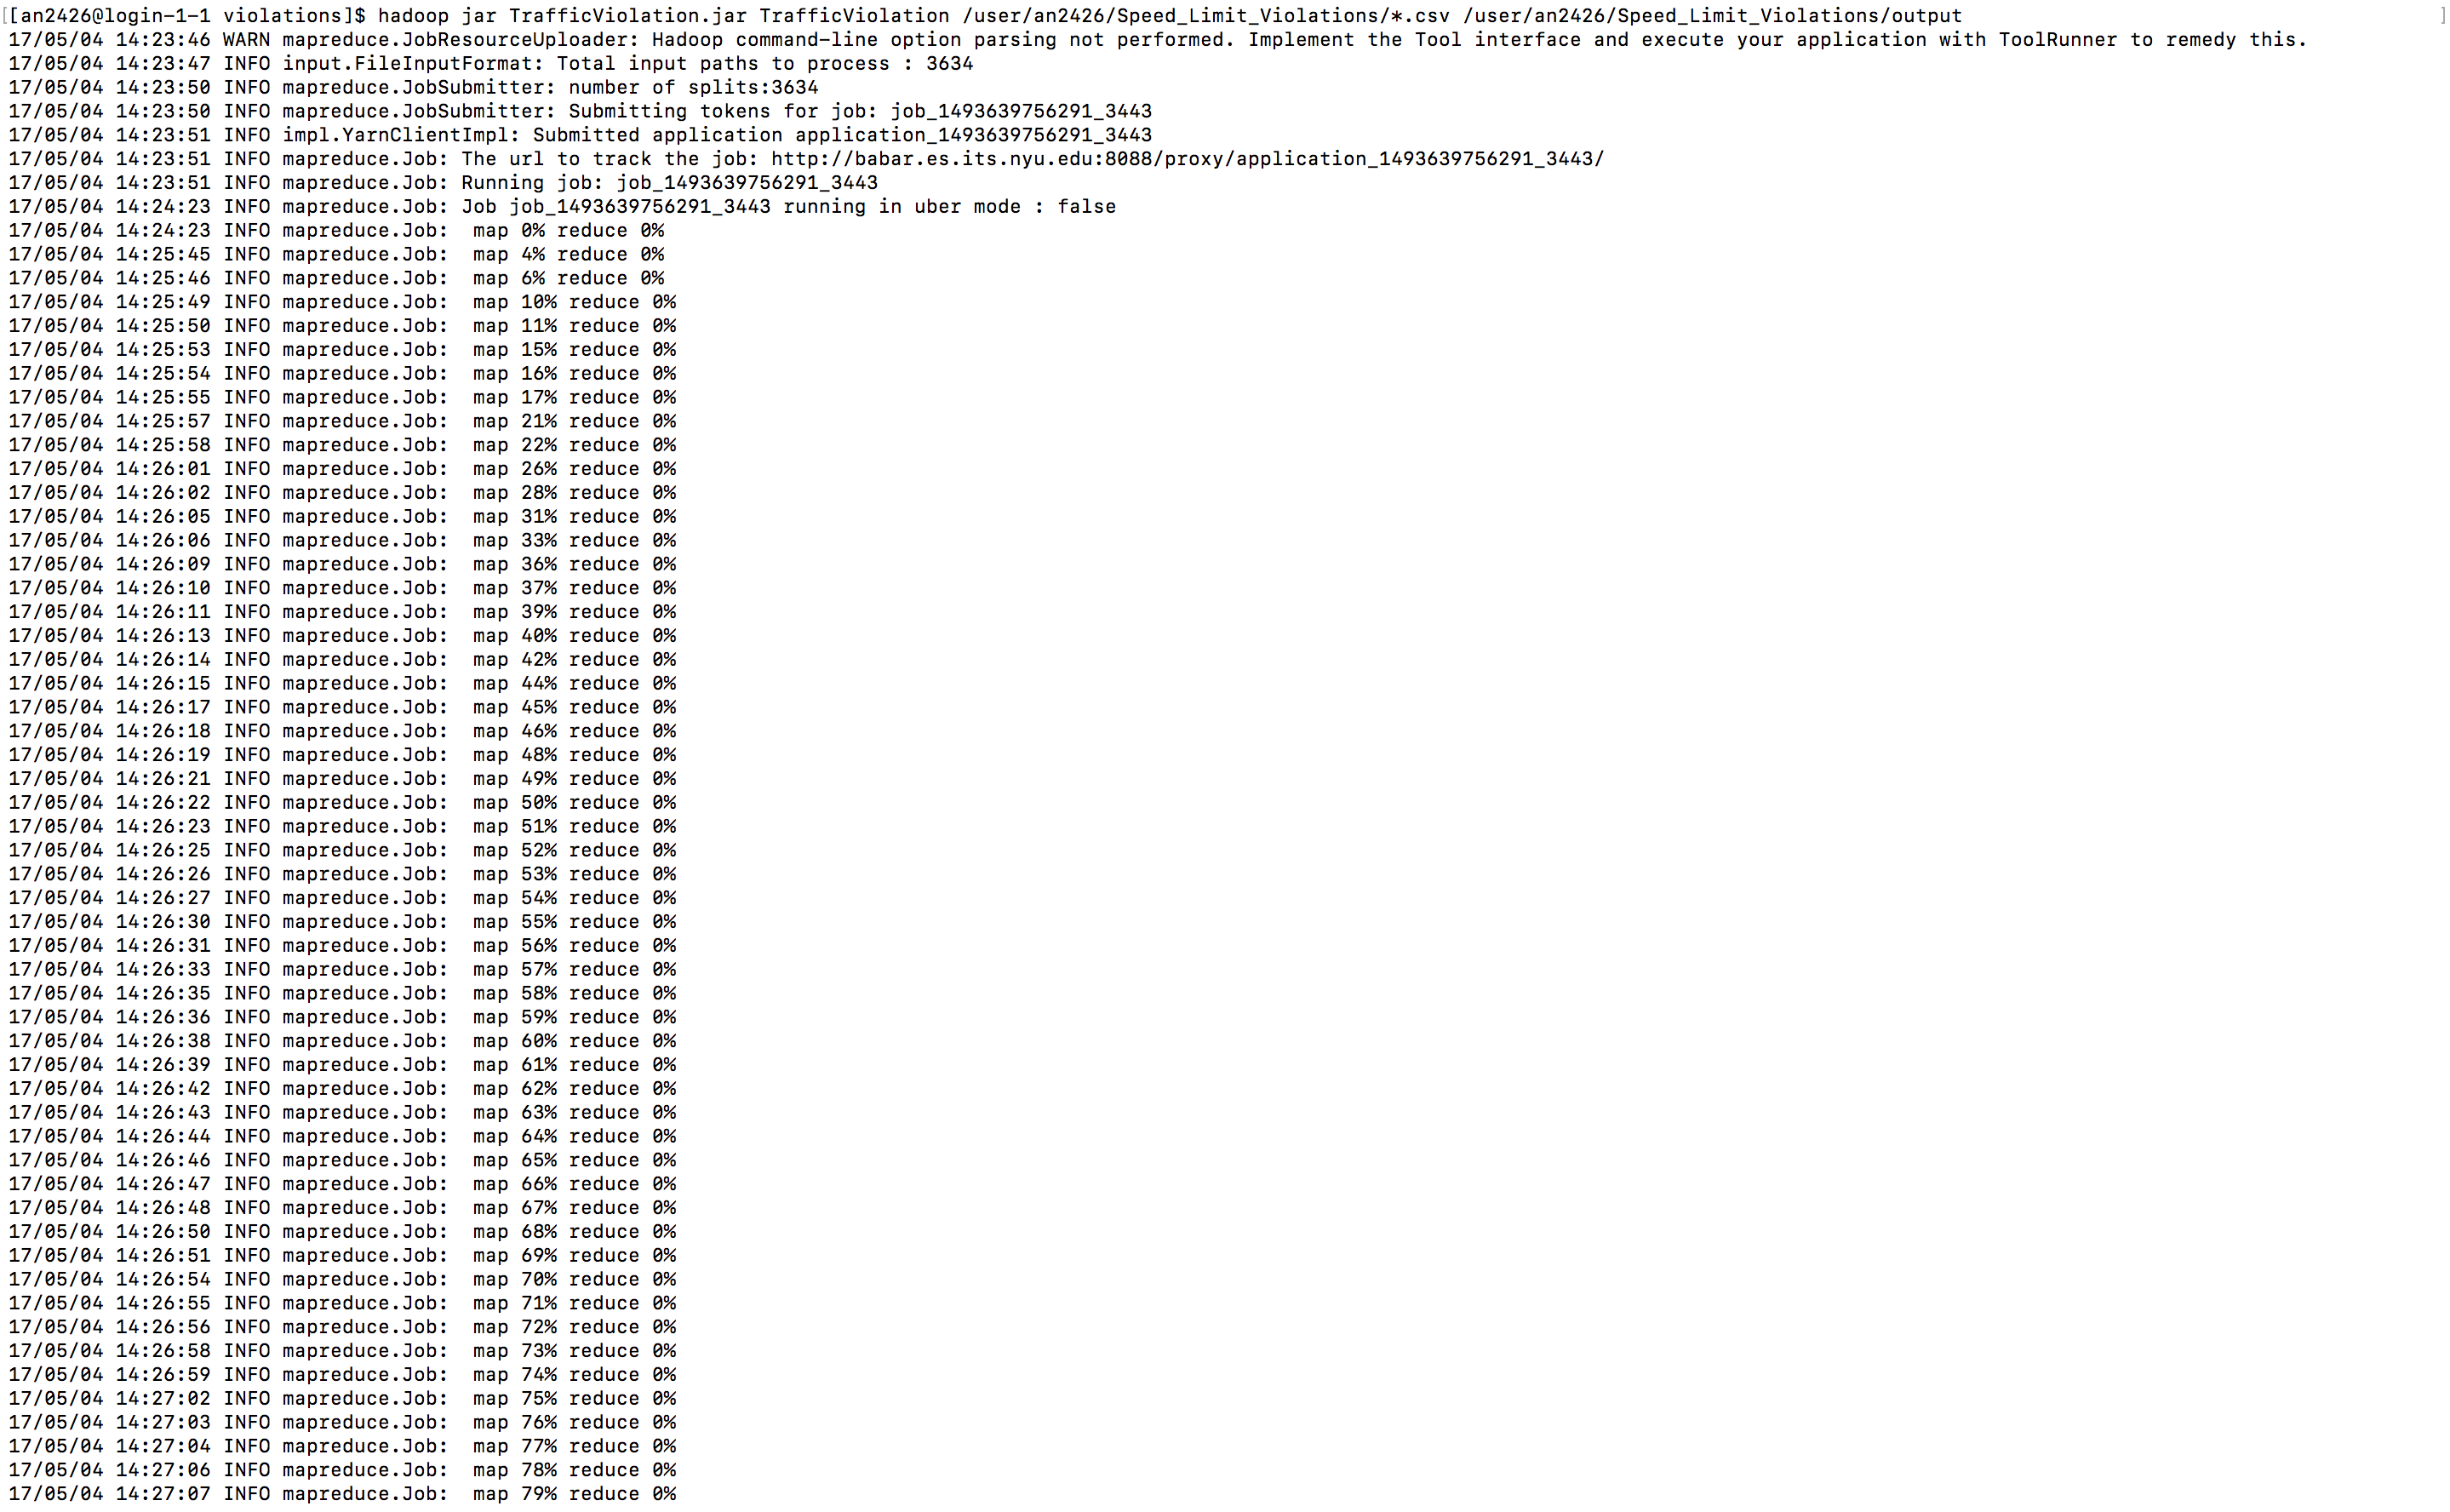 [[an2426@login-1-1 violations]$ hadoop jar TrafficViolation.jar TrafficViolation /user/an2426/Speed_Limit_Violations/*.csv /user/an2426/Speed_Limit_Violations/output ]
17/05/04 14:23:46 WARN mapreduce.JobResourceUploader: Hadoop command-line option parsing not performed. Implement the Tool interface and execute your application with ToolRunner to remedy this.
17/05/04 14:23:47 INFO input.FileInputFormat: Total input paths to process : 3634
17/05/04 14:23:50 INFO mapreduce.JobSubmitter: number of splits:3634
17/05/04 14:23:50 INFO mapreduce.JobSubmitter: Submitting tokens for job: job_1493639756291_3443
17/05/04 14:23:51 INFO impl.YarnClientImpl: Submitted application application_1493639756291_3443
17/05/04 14:23:51 INFO mapreduce.Job: The url to track the job: http://babar.es.its.nyu.edu:8088/proxy/application_1493639756291_3443/
17/05/04 14:23:51 INFO mapreduce.Job: Running job: job_1493639756291_3443
17/05/04 14:24:23 INFO mapreduce.Job: Job job_1493639756291_3443 running in uber mode : false
17/05/04 14:24:23 INFO mapreduce.Job:  map 0% reduce 0%
17/05/04 14:25:45 INFO mapreduce.Job:  map 4% reduce 0%
17/05/04 14:25:46 INFO mapreduce.Job:  map 6% reduce 0%
17/05/04 14:25:49 INFO mapreduce.Job:  map 10% reduce 0%
17/05/04 14:25:50 INFO mapreduce.Job:  map 11% reduce 0%
17/05/04 14:25:53 INFO mapreduce.Job:  map 15% reduce 0%
17/05/04 14:25:54 INFO mapreduce.Job:  map 16% reduce 0%
17/05/04 14:25:55 INFO mapreduce.Job:  map 17% reduce 0%
17/05/04 14:25:57 INFO mapreduce.Job:  map 21% reduce 0%
17/05/04 14:25:58 INFO mapreduce.Job:  map 22% reduce 0%
17/05/04 14:26:01 INFO mapreduce.Job:  map 26% reduce 0%
17/05/04 14:26:02 INFO mapreduce.Job:  map 28% reduce 0%
17/05/04 14:26:05 INFO mapreduce.Job:  map 31% reduce 0%
17/05/04 14:26:06 INFO mapreduce.Job:  map 33% reduce 0%
17/05/04 14:26:09 INFO mapreduce.Job:  map 36% reduce 0%
17/05/04 14:26:10 INFO mapreduce.Job:  map 37% reduce 0%
17/05/04 14:26:11 INFO mapreduce.Job:  map 39% reduce 0%
17/05/04 14:26:13 INFO mapreduce.Job:  map 40% reduce 0%
17/05/04 14:26:14 INFO mapreduce.Job:  map 42% reduce 0%
17/05/04 14:26:15 INFO mapreduce.Job:  map 44% reduce 0%
17/05/04 14:26:17 INFO mapreduce.Job:  map 45% reduce 0%
17/05/04 14:26:18 INFO mapreduce.Job:  map 46% reduce 0%
17/05/04 14:26:19 INFO mapreduce.Job:  map 48% reduce 0%
17/05/04 14:26:21 INFO mapreduce.Job:  map 49% reduce 0%
17/05/04 14:26:22 INFO mapreduce.Job:  map 50% reduce 0%
17/05/04 14:26:23 INFO mapreduce.Job:  map 51% reduce 0%
17/05/04 14:26:25 INFO mapreduce.Job:  map 52% reduce 0%
17/05/04 14:26:26 INFO mapreduce.Job:  map 53% reduce 0%
17/05/04 14:26:27 INFO mapreduce.Job:  map 54% reduce 0%
17/05/04 14:26:30 INFO mapreduce.Job:  map 55% reduce 0%
17/05/04 14:26:31 INFO mapreduce.Job:  map 56% reduce 0%
17/05/04 14:26:33 INFO mapreduce.Job:  map 57% reduce 0%
17/05/04 14:26:35 INFO mapreduce.Job:  map 58% reduce 0%
17/05/04 14:26:36 INFO mapreduce.Job:  map 59% reduce 0%
17/05/04 14:26:38 INFO mapreduce.Job:  map 60% reduce 0%
17/05/04 14:26:39 INFO mapreduce.Job:  map 61% reduce 0%
17/05/04 14:26:42 INFO mapreduce.Job:  map 62% reduce 0%
17/05/04 14:26:43 INFO mapreduce.Job:  map 63% reduce 0%
17/05/04 14:26:44 INFO mapreduce.Job:  map 64% reduce 0%
17/05/04 14:26:46 INFO mapreduce.Job:  map 65% reduce 0%
17/05/04 14:26:47 INFO mapreduce.Job:  map 66% reduce 0%
17/05/04 14:26:48 INFO mapreduce.Job:  map 67% reduce 0%
17/05/04 14:26:50 INFO mapreduce.Job:  map 68% reduce 0%
17/05/04 14:26:51 INFO mapreduce.Job:  map 69% reduce 0%
17/05/04 14:26:54 INFO mapreduce.Job:  map 70% reduce 0%
17/05/04 14:26:55 INFO mapreduce.Job:  map 71% reduce 0%
17/05/04 14:26:56 INFO mapreduce.Job:  map 72% reduce 0%
17/05/04 14:26:58 INFO mapreduce.Job:  map 73% reduce 0%
17/05/04 14:26:59 INFO mapreduce.Job:  map 74% reduce 0%
17/05/04 14:27:02 INFO mapreduce.Job:  map 75% reduce 0%
17/05/04 14:27:03 INFO mapreduce.Job:  map 76% reduce 0%
17/05/04 14:27:04 INFO mapreduce.Job:  map 77% reduce 0%
17/05/04 14:27:06 INFO mapreduce.Job:  map 78% reduce 0%
17/05/04 14:27:07 INFO mapreduce.Job:  map 79% reduce 0%